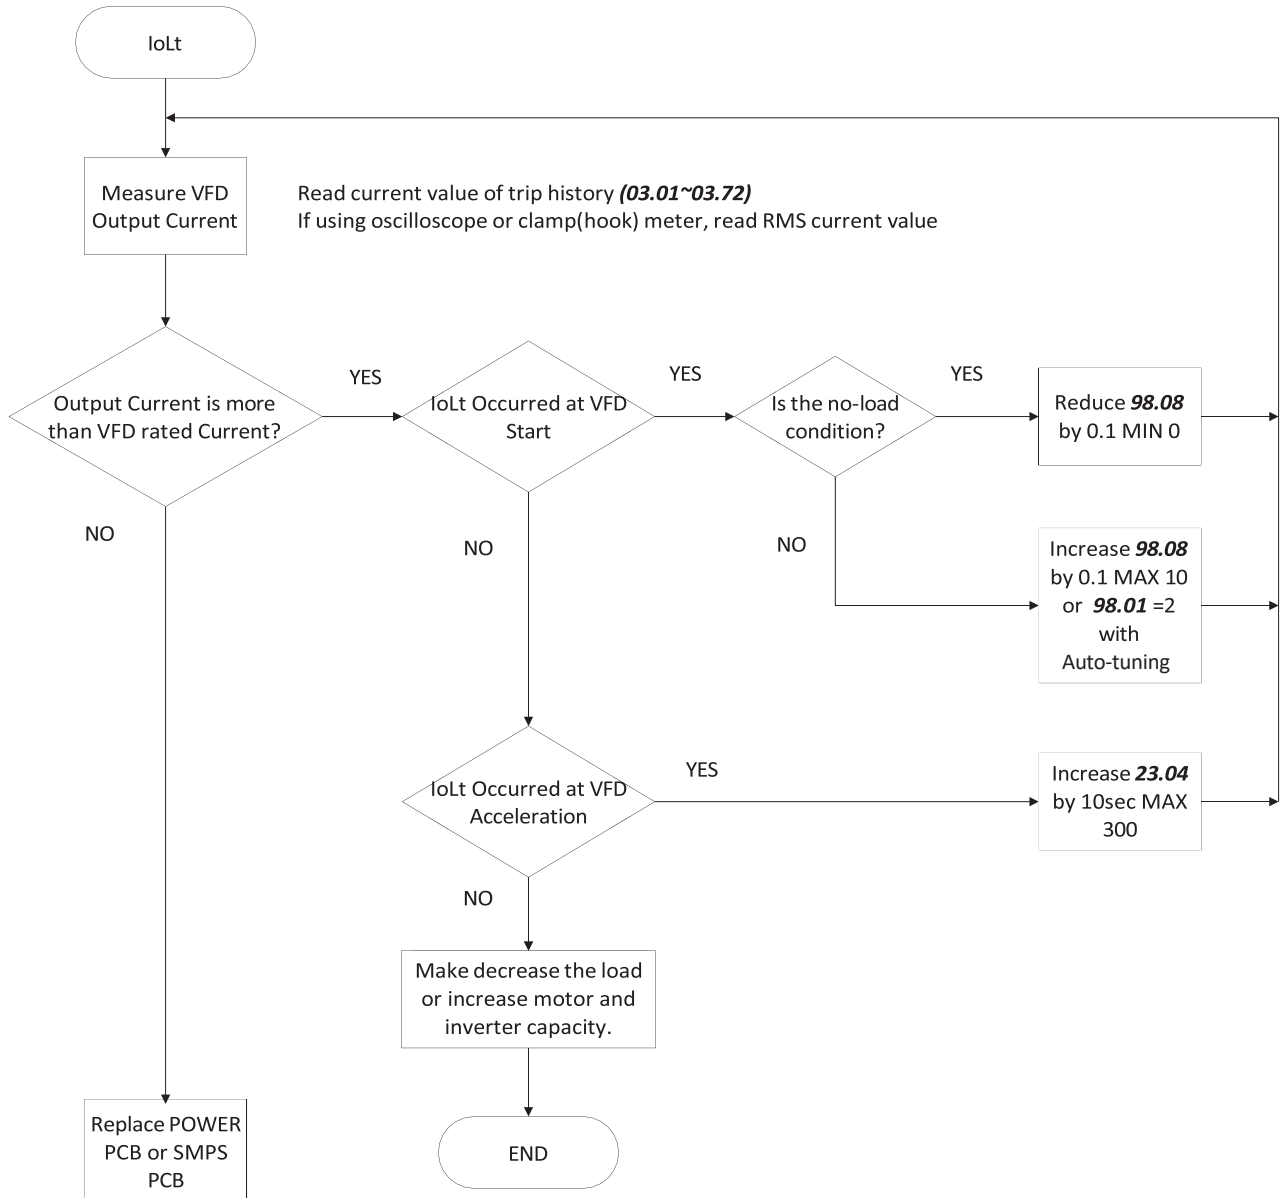 IoLt
Measure VFD
Output Current
Read current value of trip history (03.01~03.72)
If using oscilloscope or clamp(hook) meter, read RMS current value
Output Current is more
than VFD rated Current?
YES
IoLt Occurred at VFD
Start
YES
Is the no-load
condition?
YES
Reduce 98.08
by 0.1 MIN 0
NO
NO
NO
Increase 98.08
by 0.1 MAX 10
or 98.01 =2
with
Auto-tuning
IoLt Occurred at VFD
Acceleration
YES
Increase 23.04
by 10sec MAX
300
NO
Make decrease the load
or increase motor and
inverter capacity.
Replace POWER
PCB or SMPS
PCB
END